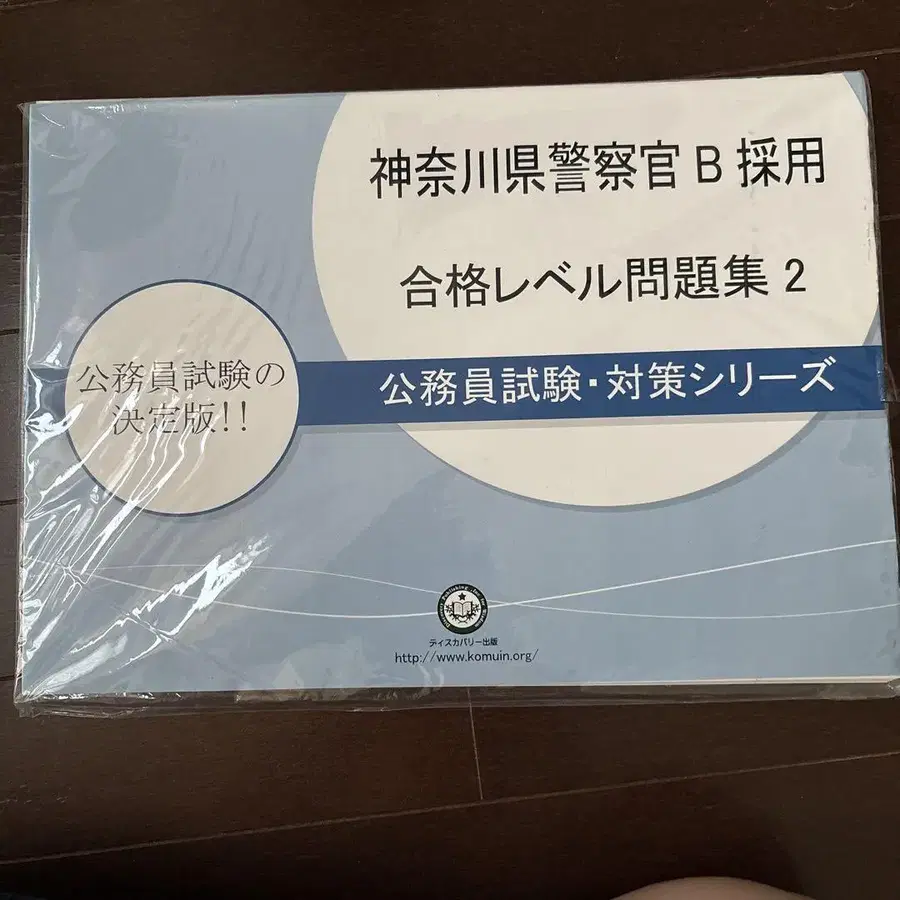 神奈川県警察官B採用
合格レベル問題集2
公務員試験の
決定版!!
公務員試験・対策シリーズ
ディスカバリー出版
http://www.komuin.org/